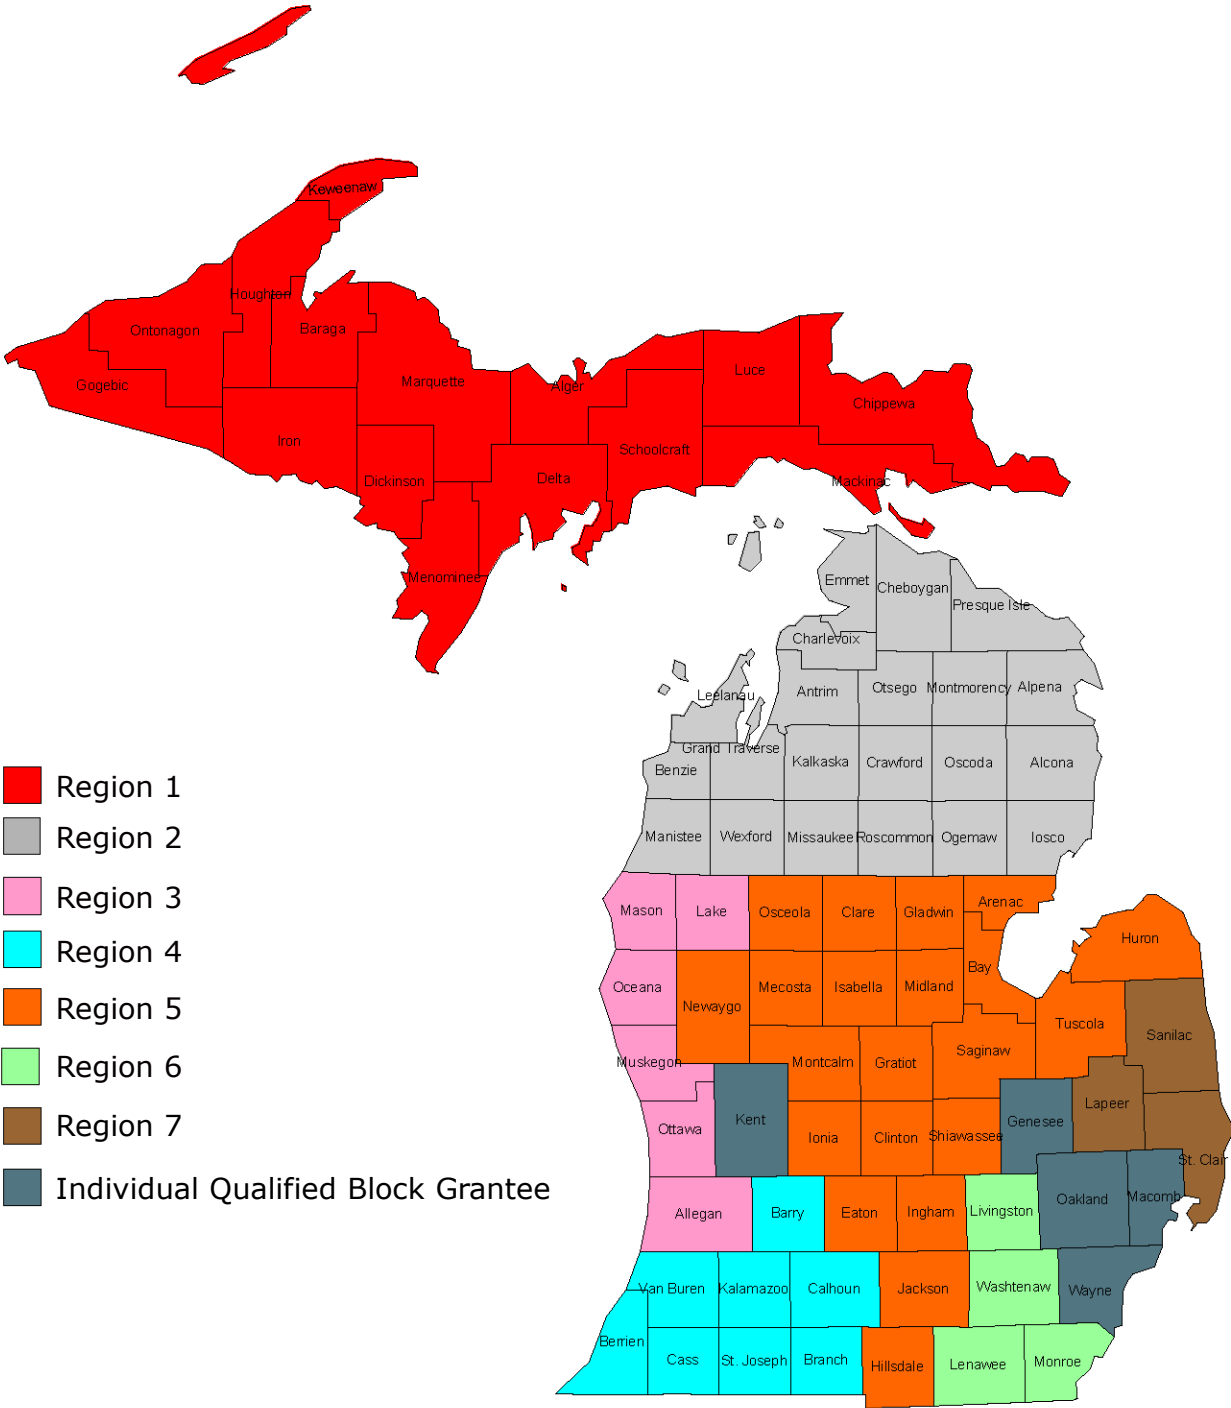 Keweenaw
Houghton
Ontonagon
Baraga
Gogebic
Marquette
Alger
Luce
Chippewa
Iron
Schoolcraft
Dickinson
Delta
Mackinac
Menominee
Emmet
Cheboygan
Presque Isle
Charlevoix
Leelanau
Antrim
Otsego
Montmorency
Alpena
Grand Traverse
Benzie
Kalkaska
Crawford
Oscoda
Alcona
Manistee
Wexford
Missaukee
Roscommon
Ogemaw
Iosco
Mason
Lake
Osceola
Clare
Gladwin
Arenac
Huron
Oceana
Newaygo
Mecosta
Isabella
Midland
Bay
Tuscola
Sanilac
Muskegon
Montcalm
Gratiot
Saginaw
Lapeer
Ottawa
Kent
Ionia
Clinton
Shiawassee
Genesee
St. Clair
Allegan
Barry
Eaton
Ingham
Livingston
Oakland
Macomb
Van Buren
Kalamazoo
Calhoun
Jackson
Washtenaw
Wayne
Berrien
Cass
St. Joseph
Branch
Hillsdale
Lenawee
Monroe
Region 1
Region 2
Region 3
Region 4
Region 5
Region 6
Region 7
Individual Qualified Block Grantee